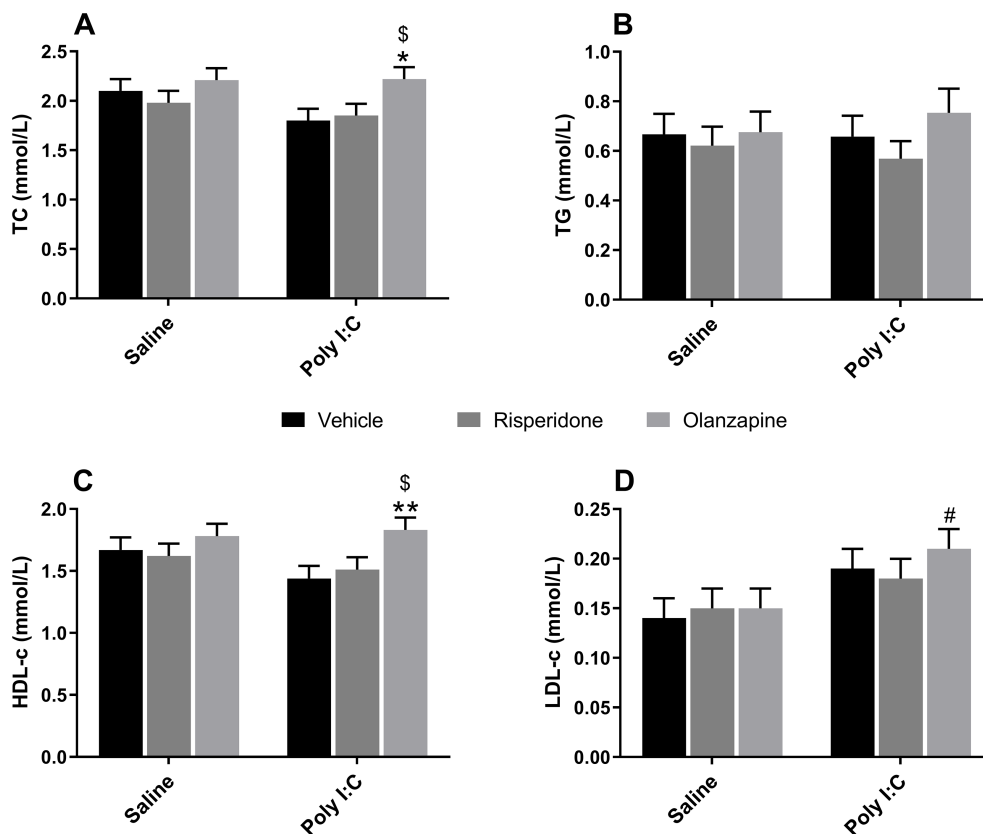 A
TC (mmol/L)
2.5
2.0
1.5
1.0
0.5
0.0
$
*
Saline
Poly I:C
B
TG (mmol/L)
1.0
0.8
0.6
0.4
0.2
0.0
Saline
Poly I:C
Vehicle
Risperidone
Olanzapine
C
HDL-c (mmol/L)
2.0
1.5
1.0
0.5
0.0
$
**
Saline
Poly I:C
D
LDL-c (mmol/L)
0.25
0.20
0.15
0.10
0.05
0.00
#
Saline
Poly I:C